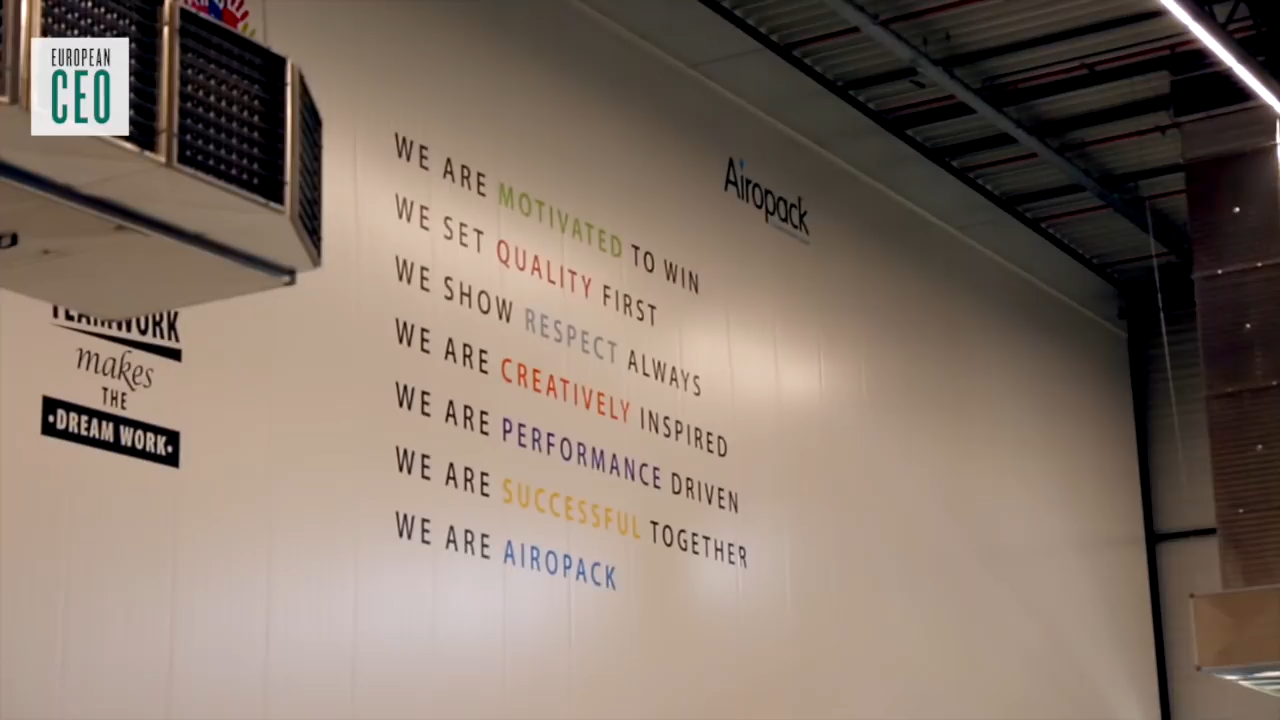 EUROPEAN
CEO
Airopack
WE ARE MOTIVATED TO WIN
WE SET QUALITY FIRST
WE SHOW RESPECT ALWAYS
WE ARE CREATIVELY INSPIRED
WE ARE PERFORMANCE DRIVEN
WE ARE SUCCESSFUL TOGETHER
WE ARE AIROPACK
TEAMWORK
makes
THE
•DREAM WORK•